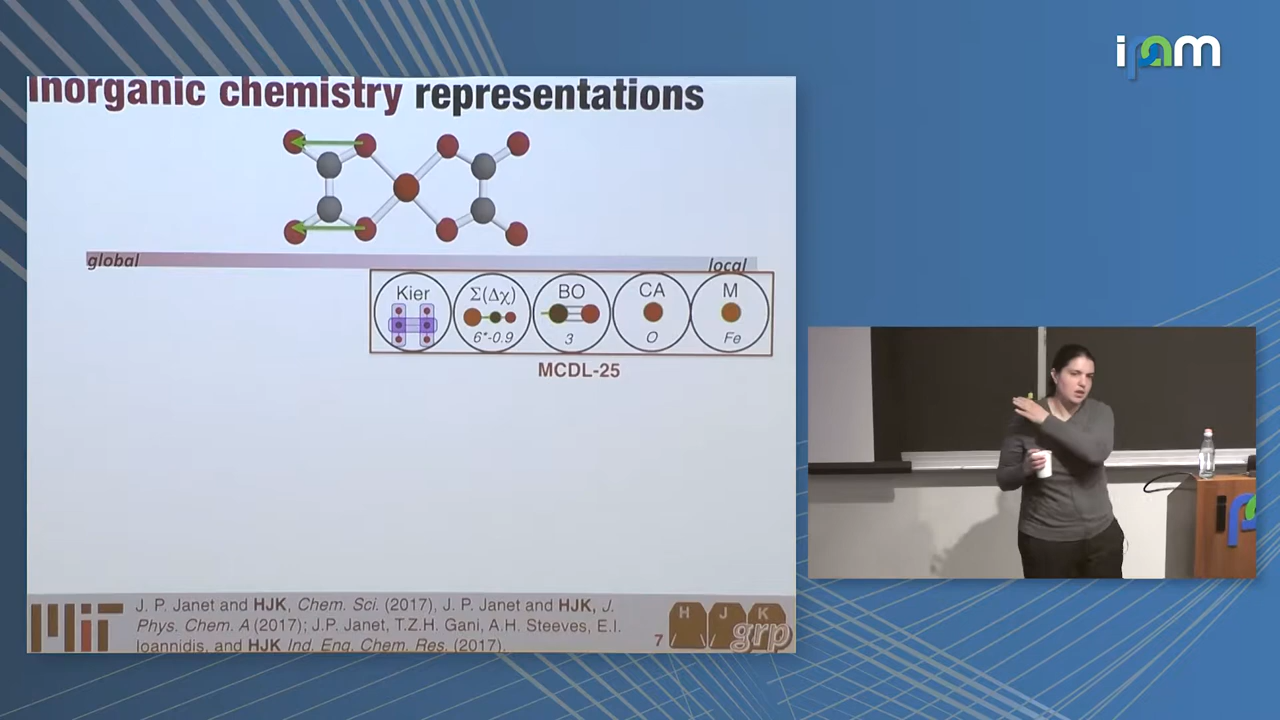 ipam
Inorganic chemistry representations
global
local
Kier
Σ(Δχ)
6*-0.9
BO
3
CA
O
M
Fe
MCDL-25
MIT
J. P. Janet and HJK, Chem. Sci. (2017), J. P. Janet and HJK, J.
Phys. Chem. A (2017); J.P. Janet, T.Z.H. Gani, A.H. Steeves, E.I.
Ioannidis, and HJK Ind. Eng. Chem. Res. (2017).
7
H J K
grp